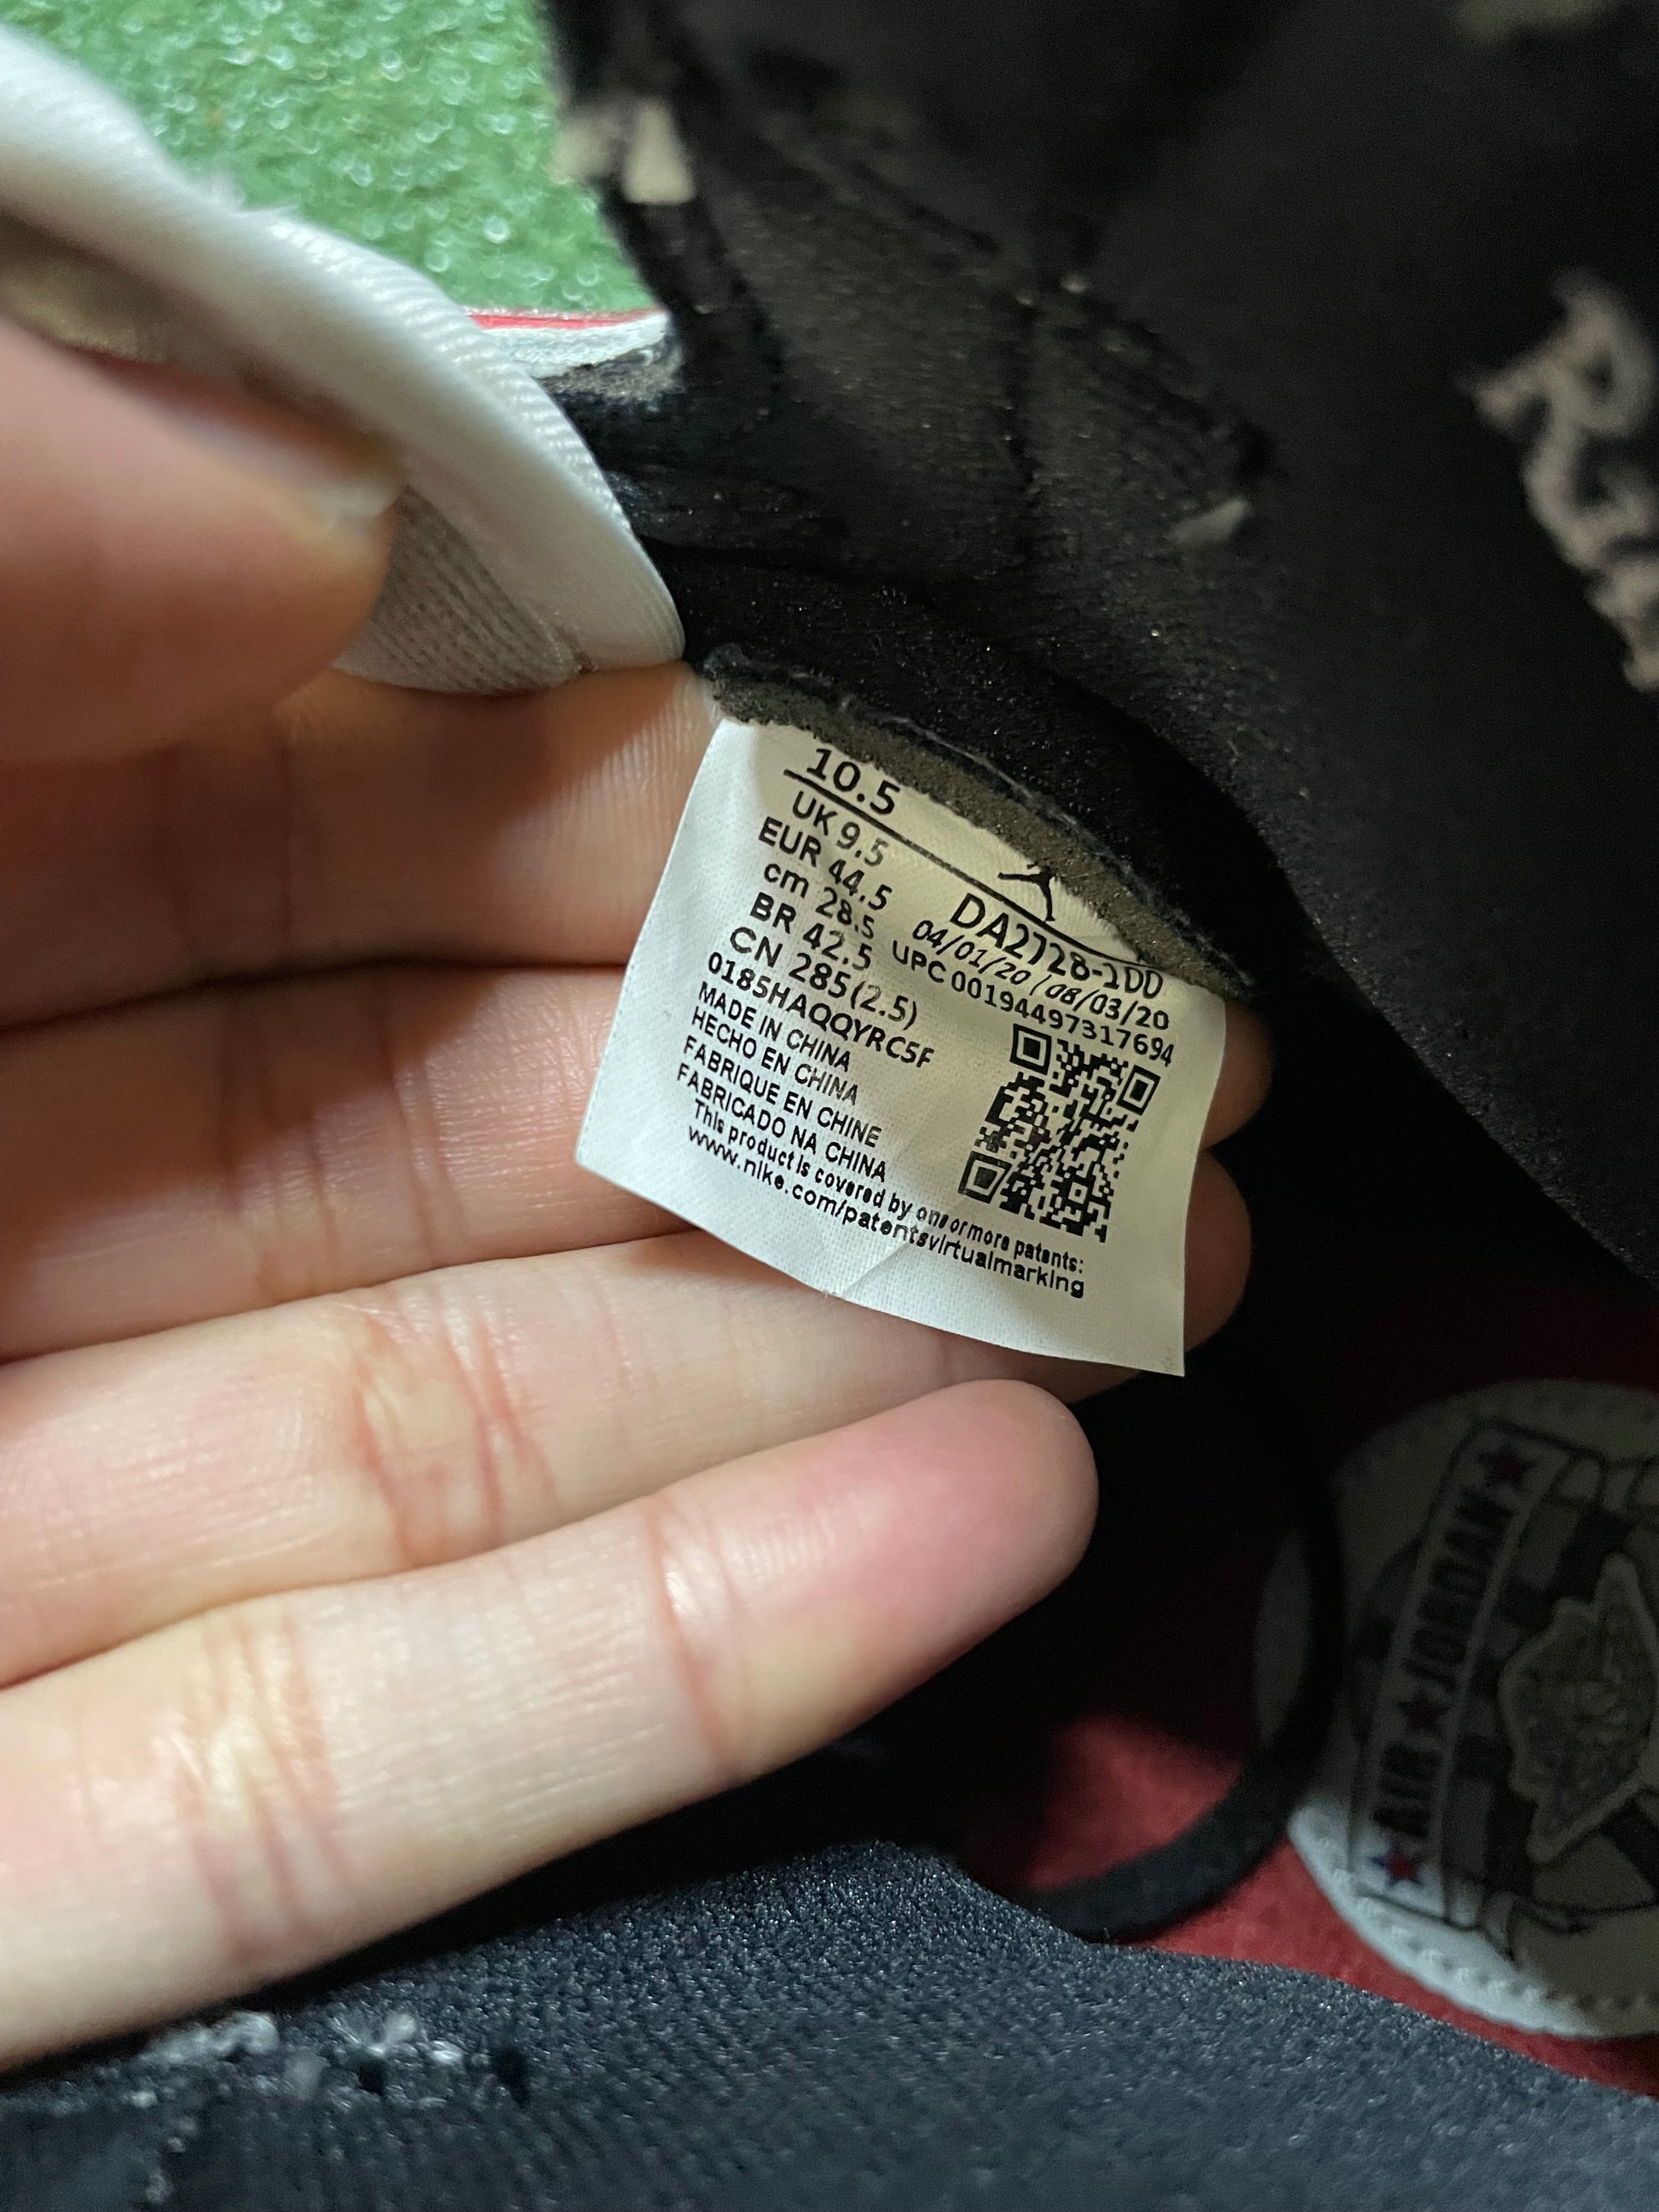 10.5
UK 9.5
EUR 44.5
cm 28.5
BR 42.5
CN 285(2.5)
0185HAQQYRC5F
DA2728-100
04/01/20 / 08/03/20
UPC 00194497317694
MADE IN CHINA
HECHO EN CHINA
FABRIQUE EN CHINE
FABRICADO NA CHINA
This product is covered by one or more patents:
www.nike.com/patentsvirtualmarking
AIR★JORDAN★